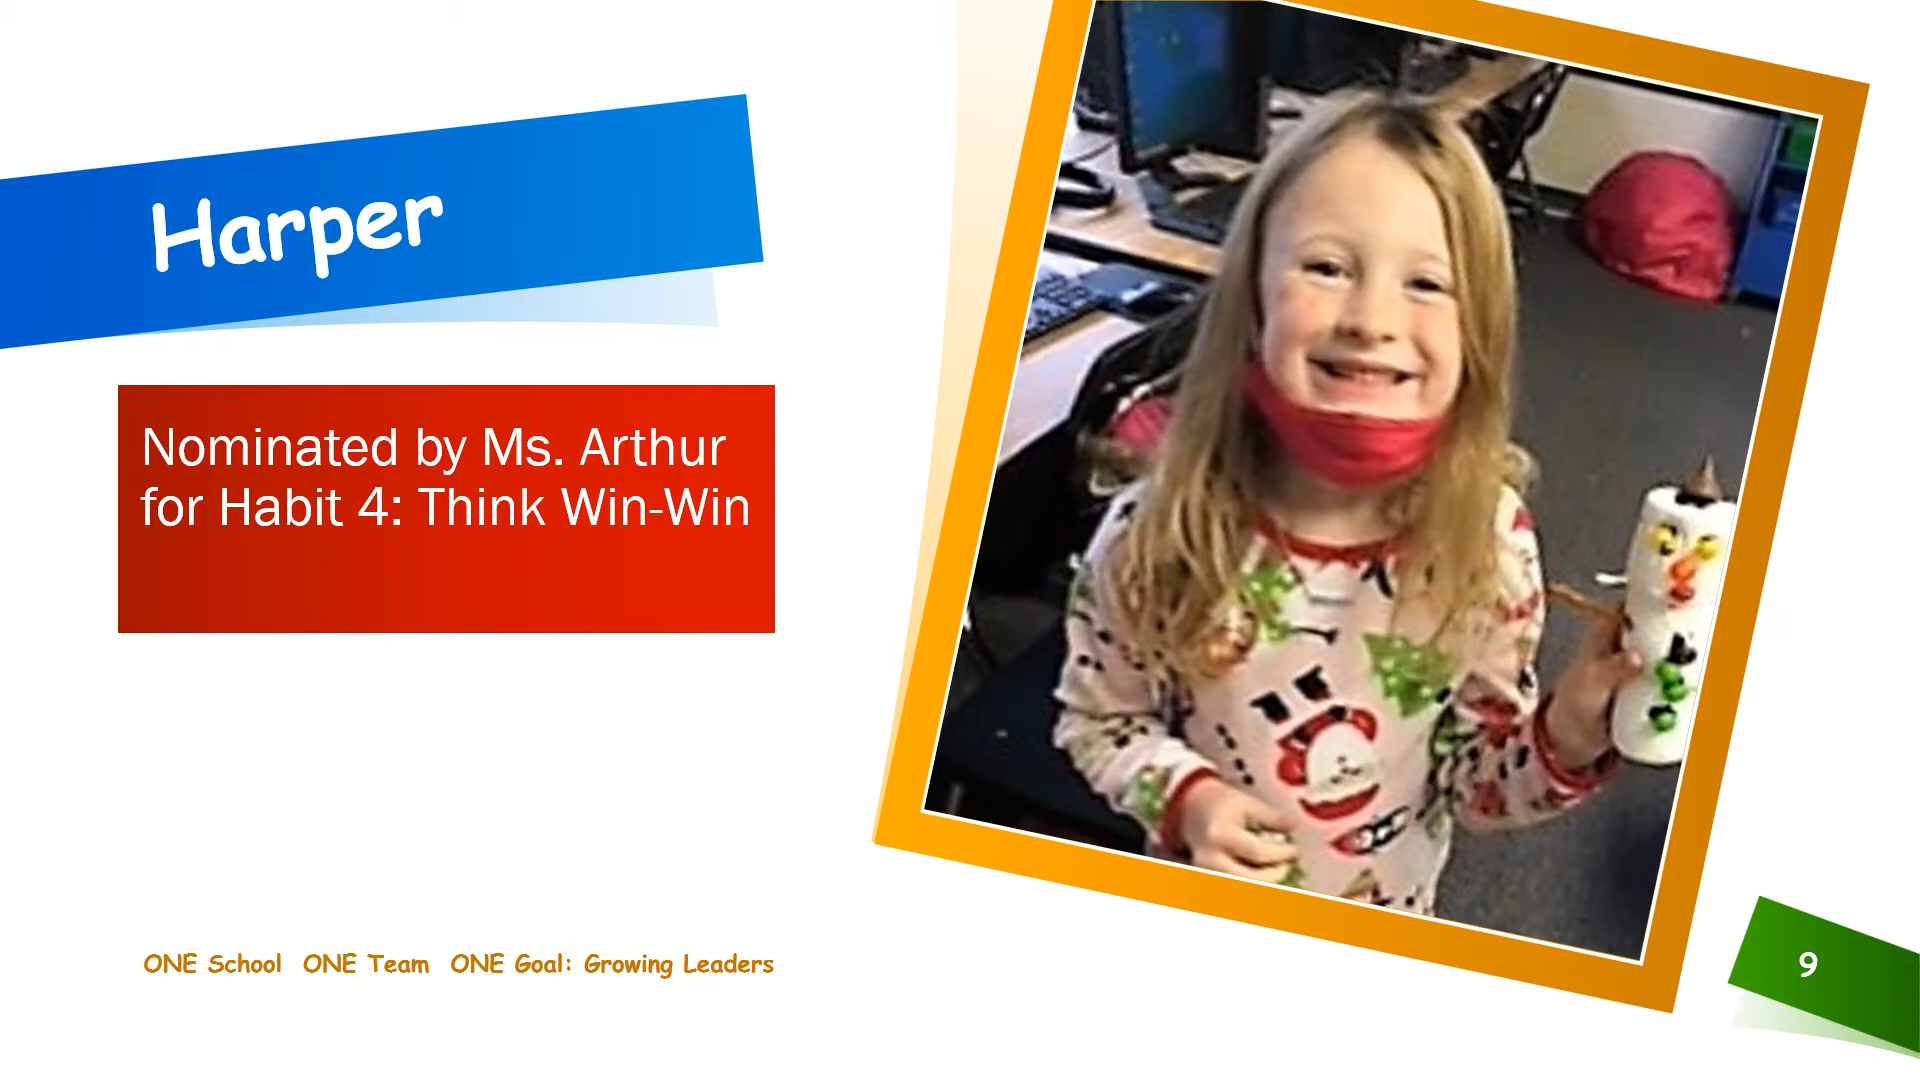 Harper
Nominated by Ms. Arthur
for Habit 4: Think Win-Win
ONE School ONE Team ONE Goal: Growing Leaders
9